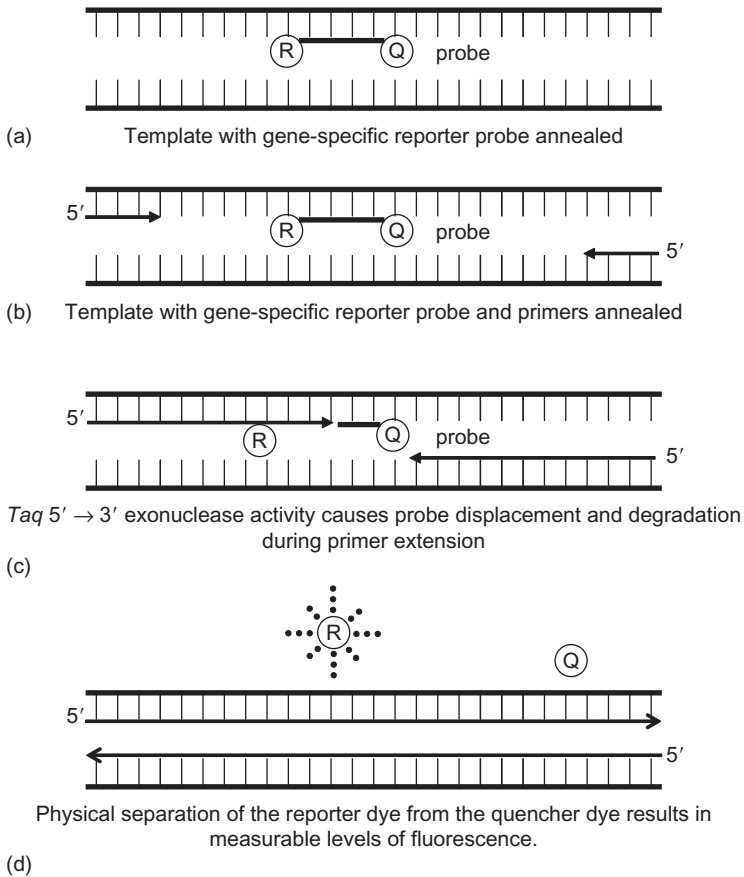 R Q probe
(a) Template with gene-specific reporter probe annealed
5′
R Q probe
5′
(b) Template with gene-specific reporter probe and primers annealed
5′
R Q probe
5′
Taq 5′ → 3′ exonuclease activity causes probe displacement and degradation
during primer extension
(c)
R
Q
5′
5′
Physical separation of the reporter dye from the quencher dye results in
measurable levels of fluorescence.
(d)